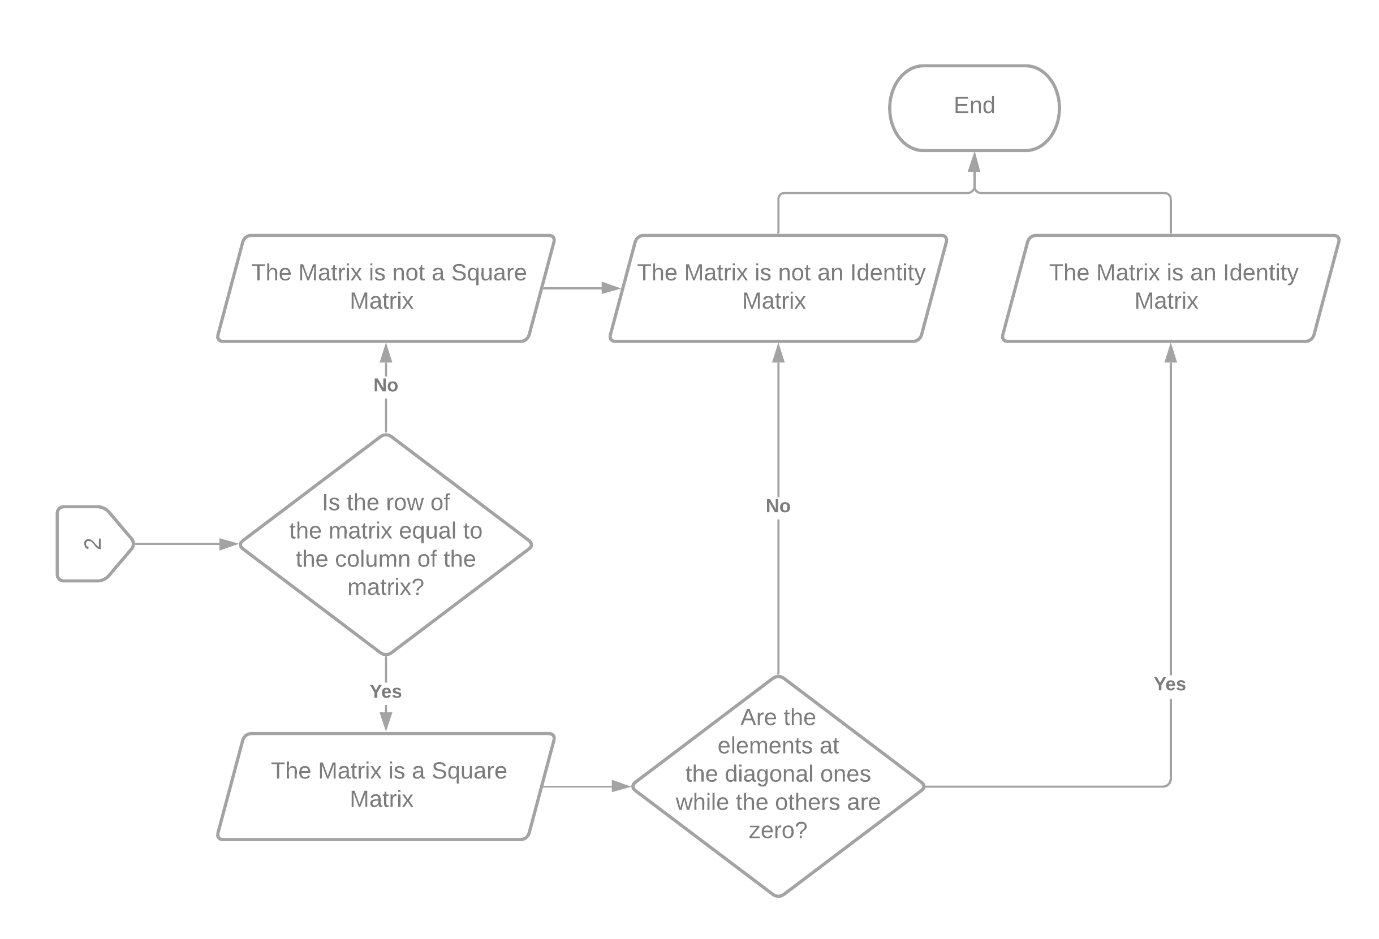 End
The Matrix is not a Square
Matrix
The Matrix is not an Identity
Matrix
The Matrix is an Identity
Matrix
No
Is the row of
the matrix equal to
the column of the
matrix?
2
No
Yes
Yes
The Matrix is a Square
Matrix
Are the
elements at
the diagonal ones
while the others are
zero?